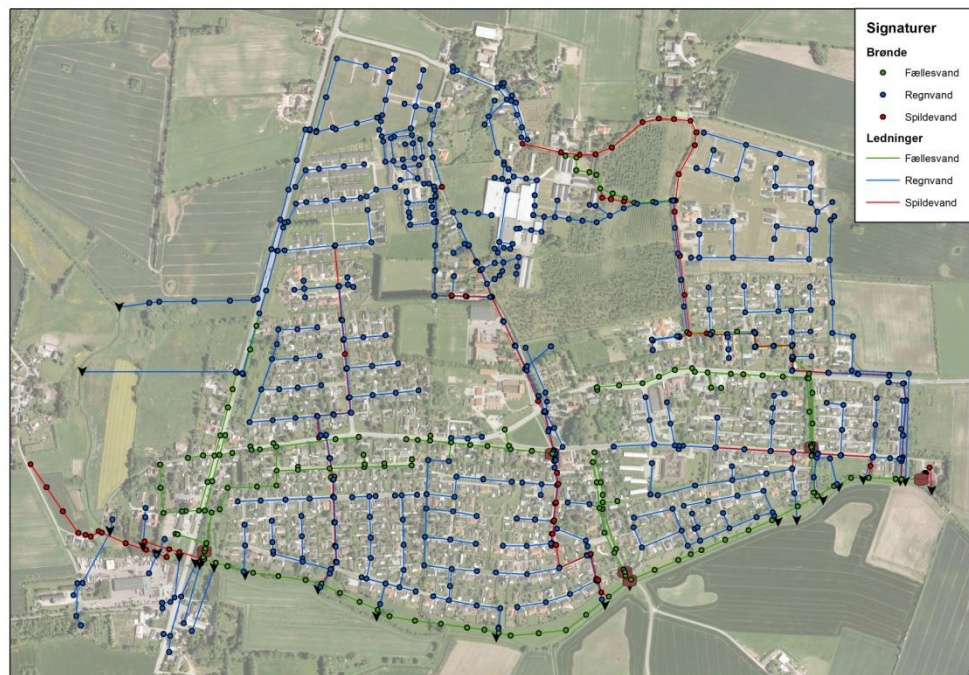 Signaturer
Brønde
Fællesvand
Regnvand
Spildevand
Ledninger
Fællesvand
Regnvand
Spildevand